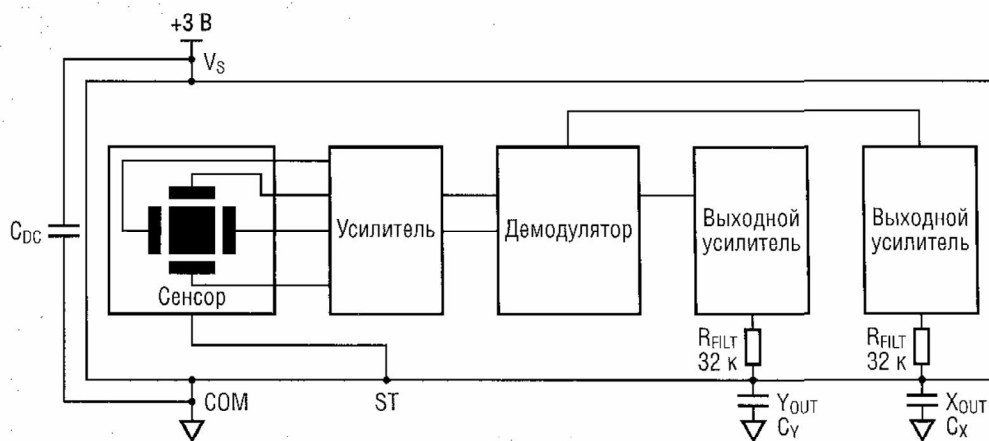 +3 В
V_S
C_DC
Сенсор
Усилитель
Демодулятор
Выходной
усилитель
Выходной
усилитель
R_FILT
32 к
R_FILT
32 к
COM
ST
Y_OUT
C_Y
X_OUT
C_X